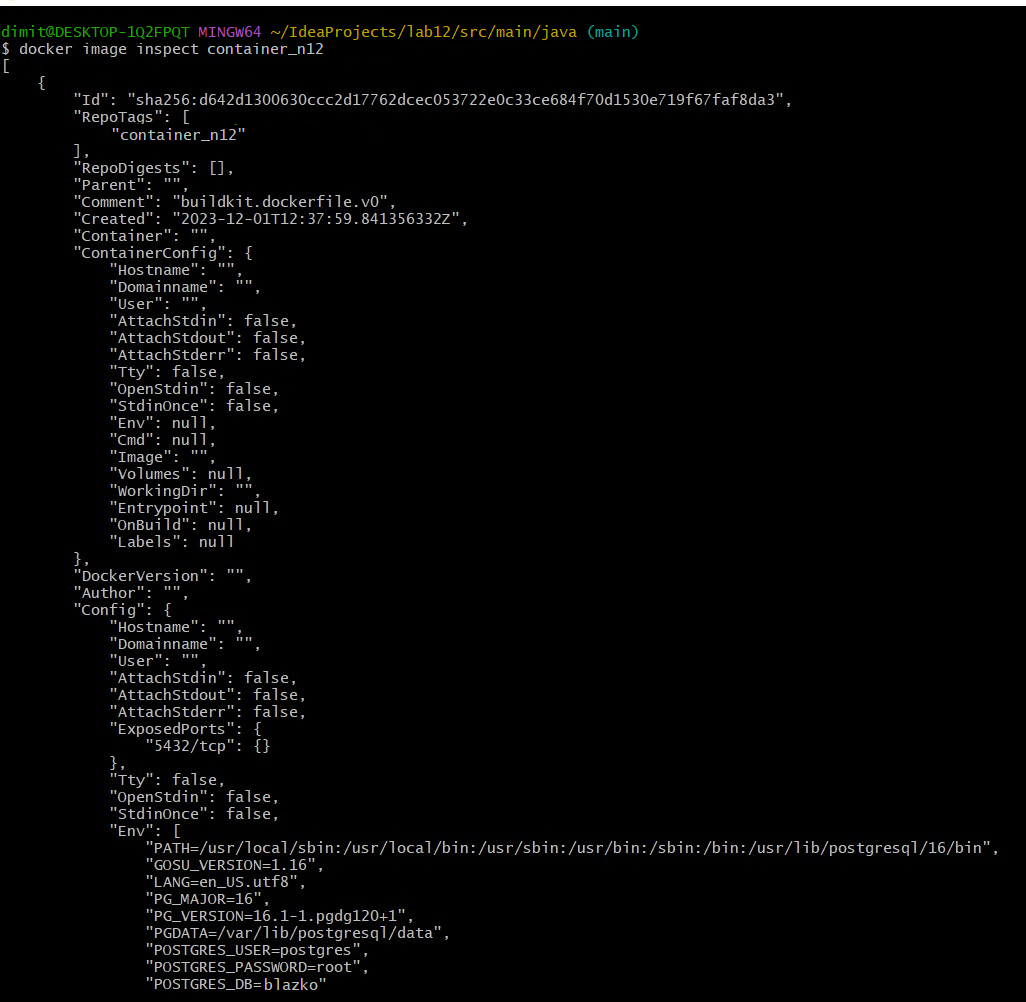 dimit@DESKTOP-1Q2FPQT MINGW64 ~/IdeaProjects/lab12/src/main/java (main)
$ docker image inspect container_n12
[
    {
        "Id": "sha256:d642d1300630ccc2d17762dcec053722e0c33ce684f70d1530e719f67faf8da3",
        "RepoTags": [
            "container_n12"
        ],
        "RepoDigests": [],
        "Parent": "",
        "Comment": "buildkit.dockerfile.v0",
        "Created": "2023-12-01T12:37:59.841356332Z",
        "Container": "",
        "ContainerConfig": {
            "Hostname": "",
            "Domainname": "",
            "User": "",
            "AttachStdin": false,
            "AttachStdout": false,
            "AttachStderr": false,
            "Tty": false,
            "OpenStdin": false,
            "StdinOnce": false,
            "Env": null,
            "Cmd": null,
            "Image": "",
            "Volumes": null,
            "WorkingDir": "",
            "Entrypoint": null,
            "OnBuild": null,
            "Labels": null
        },
        "DockerVersion": "",
        "Author": "",
        "Config": {
            "Hostname": "",
            "Domainname": "",
            "User": "",
            "AttachStdin": false,
            "AttachStdout": false,
            "AttachStderr": false,
            "ExposedPorts": {
                "5432/tcp": {}
            },
            "Tty": false,
            "OpenStdin": false,
            "StdinOnce": false,
            "Env": [
                "PATH=/usr/local/sbin:/usr/local/bin:/usr/sbin:/usr/bin:/sbin:/bin:/usr/lib/postgresql/16/bin",
                "GOSU_VERSION=1.16",
                "LANG=en_US.utf8",
                "PG_MAJOR=16",
                "PG_VERSION=16.1-1.pgdg120+1",
                "PGDATA=/var/lib/postgresql/data",
                "POSTGRES_USER=postgres",
                "POSTGRES_PASSWORD=root",
                "POSTGRES_DB=blazko"